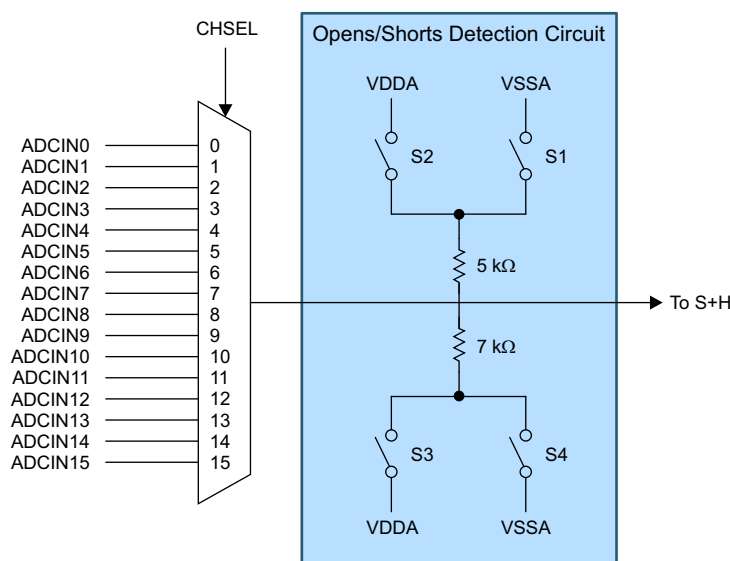 CHSEL
Opens/Shorts Detection Circuit
VDDA
VSSA
S2
S1
ADCIN0
0
ADCIN1
1
ADCIN2
2
ADCIN3
3
ADCIN4
4
ADCIN5
5
ADCIN6
6
ADCIN7
7
ADCIN8
8
ADCIN9
9
ADCIN10
10
ADCIN11
11
ADCIN12
12
ADCIN13
13
ADCIN14
14
ADCIN15
15
5 kΩ
To S+H
7 kΩ
S3
S4
VDDA
VSSA